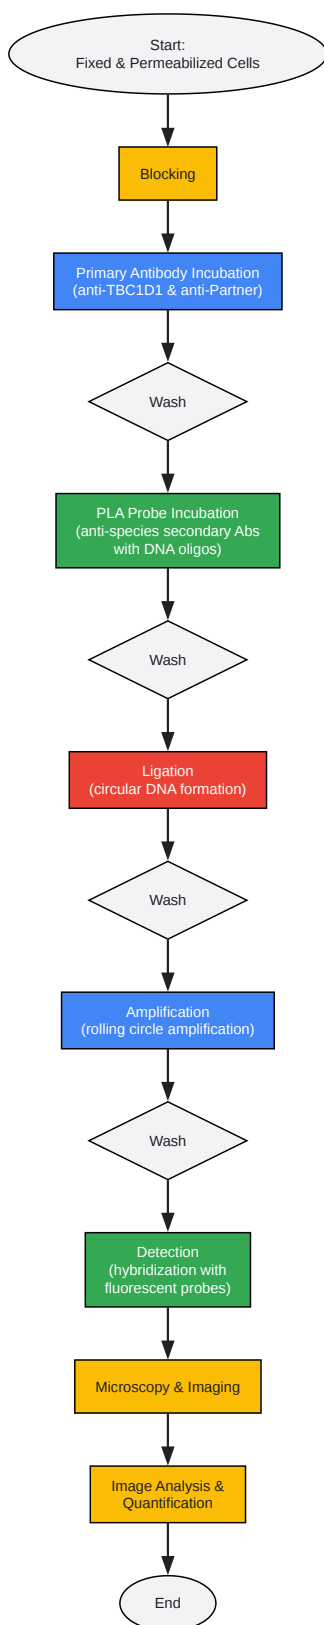 Start:
Fixed & Permeabilized Cells
Blocking
Primary Antibody Incubation
(anti-TBC1D1 & anti-Partner)
Wash
PLA Probe Incubation
(anti-species secondary Abs
with DNA oligos)
Wash
Ligation
(circular DNA formation)
Wash
Amplification
(rolling circle amplification)
Wash
Detection
(hybridization with
fluorescent probes)
Microscopy & Imaging
Image Analysis &
Quantification
End